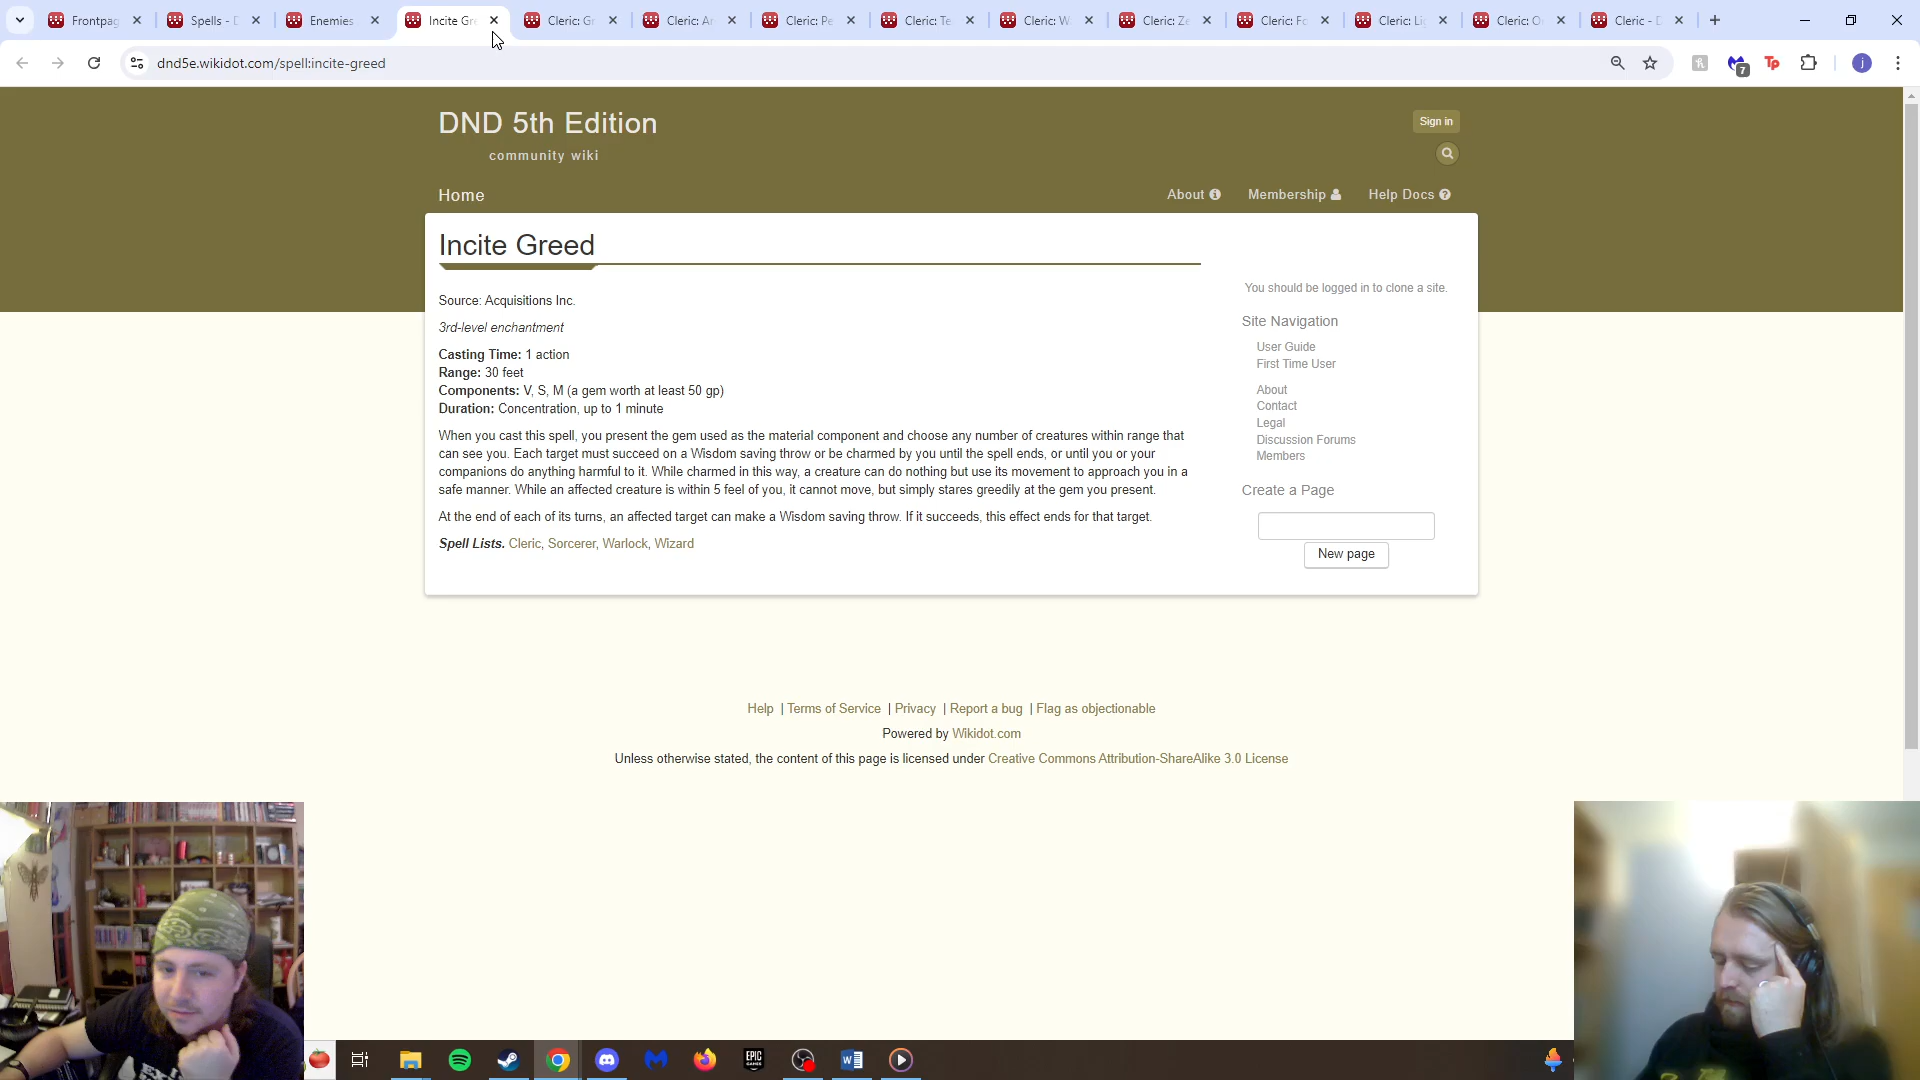 Frontpag
Spells - D
Enemies
Incite Gre
Cleric: Gr
Cleric: Ar
Cleric: Pe
Cleric: Te
Cleric: W
Cleric: Ze
Cleric: Fo
Cleric: Li
Cleric: O
Cleric - D
dnd5e.wikidot.com/spell:incite-greed
7
Tp
j
DND 5th Edition
Sign in
community wiki
Home
About
Membership
Help Docs
Incite Greed
You should be logged in to clone a site.
Source: Acquisitions Inc.
3rd-level enchantment
Casting Time: 1 action
Range: 30 feet
Components: V, S, M (a gem worth at least 50 gp)
Duration: Concentration, up to 1 minute
When you cast this spell, you present the gem used as the material component and choose any number of creatures within range that
can see you. Each target must succeed on a Wisdom saving throw or be charmed by you until the spell ends, or until you or your
companions do anything harmful to it. While charmed in this way, a creature can do nothing but use its movement to approach you in a
safe manner. While an affected creature is within 5 feel of you, it cannot move, but simply stares greedily at the gem you present.
At the end of each of its turns, an affected target can make a Wisdom saving throw. If it succeeds, this effect ends for that target.
Spell Lists. Cleric, Sorcerer, Warlock, Wizard
Site Navigation
User Guide
First Time User
About
Contact
Legal
Discussion Forums
Members
Create a Page
New page
Help | Terms of Service | Privacy | Report a bug | Flag as objectionable
Powered by Wikidot.com
Unless otherwise stated, the content of this page is licensed under Creative Commons Attribution-ShareAlike 3.0 License
EPIC
GAMES
W